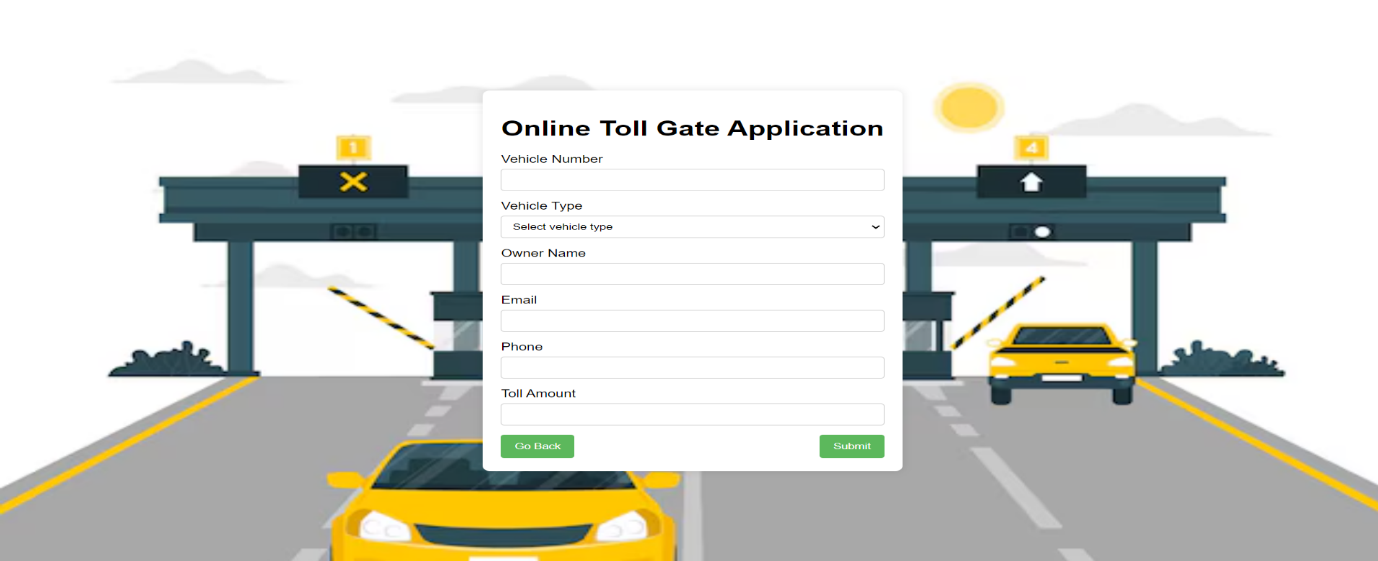 1
4
Online Toll Gate Application
Vehicle Number
Vehicle Type
Select vehicle type
Owner Name
Email
Phone
Toll Amount
Go Back
Submit